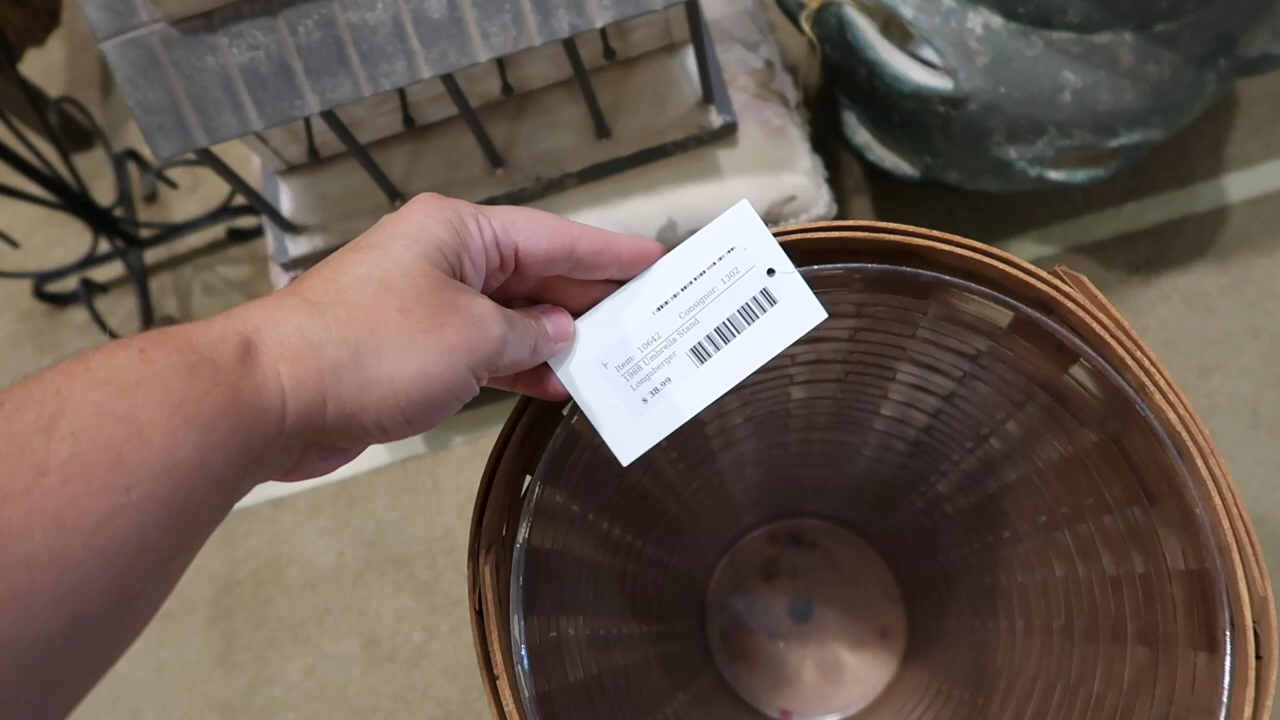 Item: 10642 Consignor: 1302
1988 Umbrella Stand
Longaberger
$ 38.99